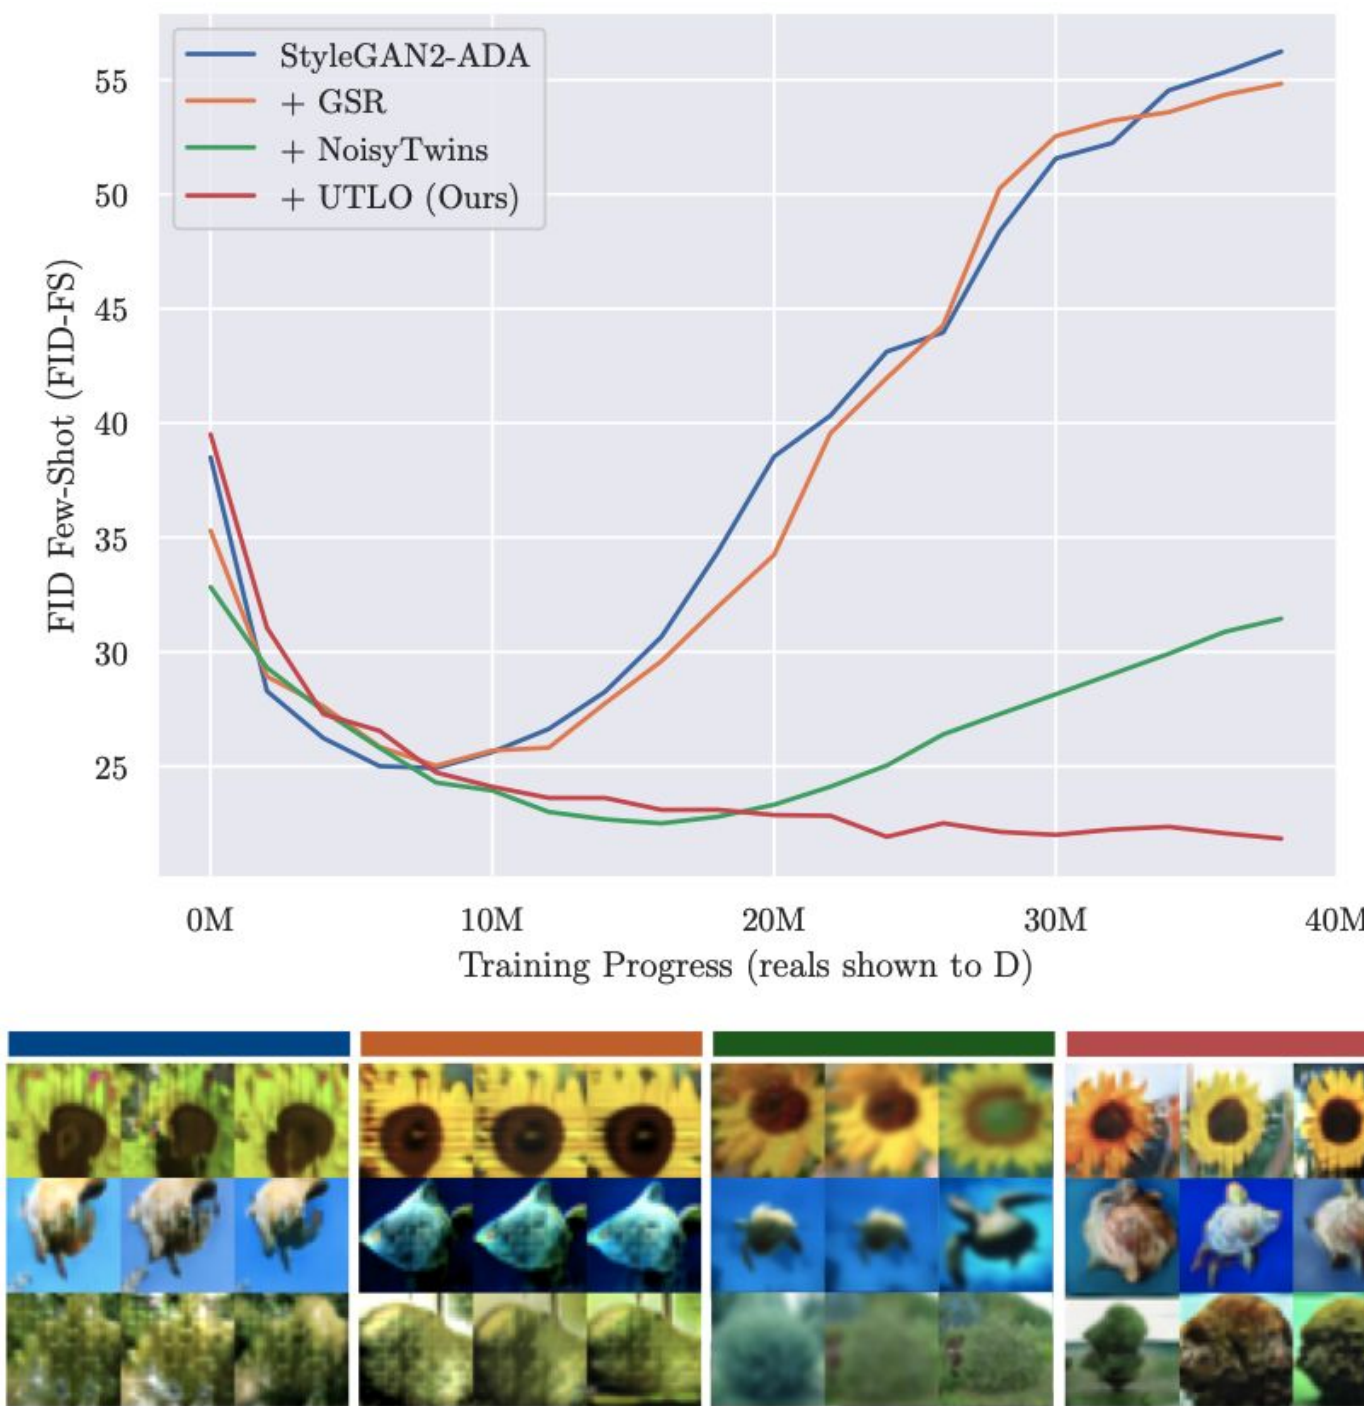 StyleGAN2-ADA
+ GSR
+ NoisyTwins
+ UTLO (Ours)
FID Few-Shot (FID-FS)
55
50
45
40
35
30
25
0M 10M 20M 30M 40M
Training Progress (reals shown to D)